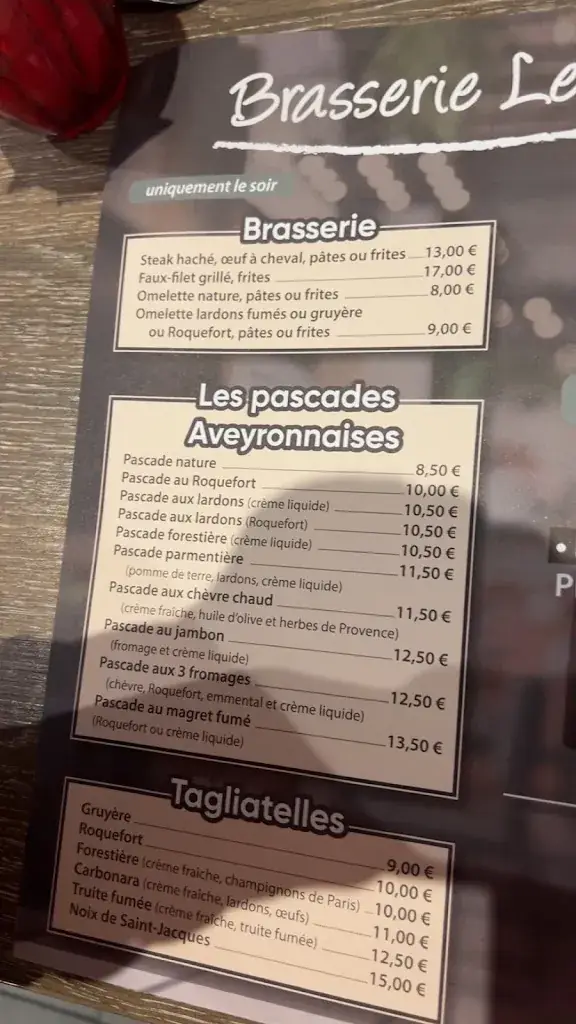 Brasserie Le
uniquement le soir
Brasserie
Steak haché, œuf à cheval, pâtes ou frites 13,00 €
Faux-filet grillé, frites 17,00 €
Omelette nature, pâtes ou frites 8,00 €
Omelette lardons fumés ou gruyère
ou Roquefort, pâtes ou frites 9,00 €
Les pascades
Aveyronnaises
Pascade nature 8,50 €
Pascade au Roquefort 10,00 €
Pascade aux lardons (crème liquide) 10,50 €
Pascade aux lardons (Roquefort) 10,50 €
Pascade forestière (crème liquide) 10,50 €
Pascade parmentière 11,50 €
(pomme de terre, lardons, crème liquide)
Pascade aux chèvre chaud 11,50 €
(crème fraîche, huile d'olive et herbes de Provence)
Pascade au jambon 12,50 €
(fromage et crème liquide)
Pascade aux 3 fromages 12,50 €
(chèvre, Roquefort, emmental et crème liquide)
Pascade au magret fumé 13,50 €
(Roquefort ou crème liquide)
Tagliatelles
Gruyère 9,00 €
Roquefort 10,00 €
Forestière (crème fraîche, champignons de Paris) 10,00 €
Carbonara (crème fraîche, lardons, œufs) 11,00 €
Truite fumée (crème fraîche, truite fumée) 12,50 €
Noix de Saint-Jacques 15,00 €
P